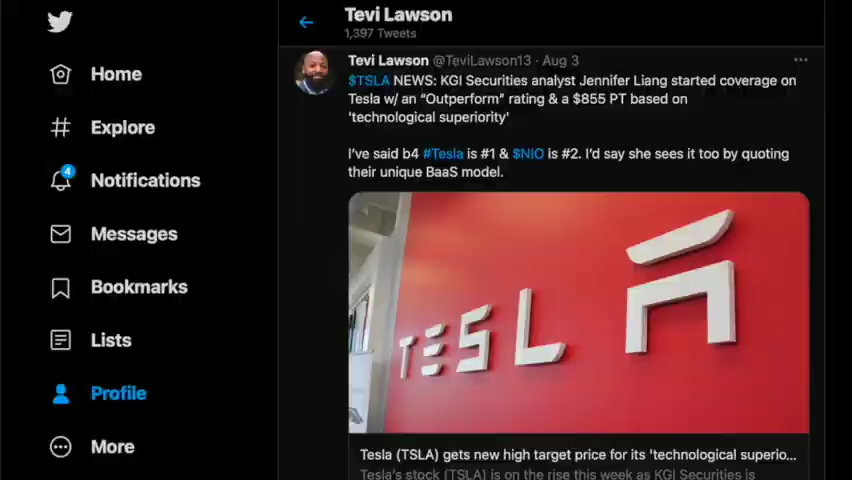 Tevi Lawson
1,397 Tweets
Home
Explore
4
Notifications
Messages
Bookmarks
Lists
Profile
More
Tevi Lawson @TeviLawson13 · Aug 3
$TSLA NEWS: KGI Securities analyst Jennifer Liang started coverage on
Tesla w/ an “Outperform” rating & a $855 PT based on
'technological superiority'
I’ve said b4 #Tesla is #1 & $NIO is #2. I’d say she sees it too by quoting
their unique BaaS model.
TESLA
Tesla (TSLA) gets new high target price for its 'technological superio...
Tesla's stock (TSLA) is on the rise this week as KGI Securities is